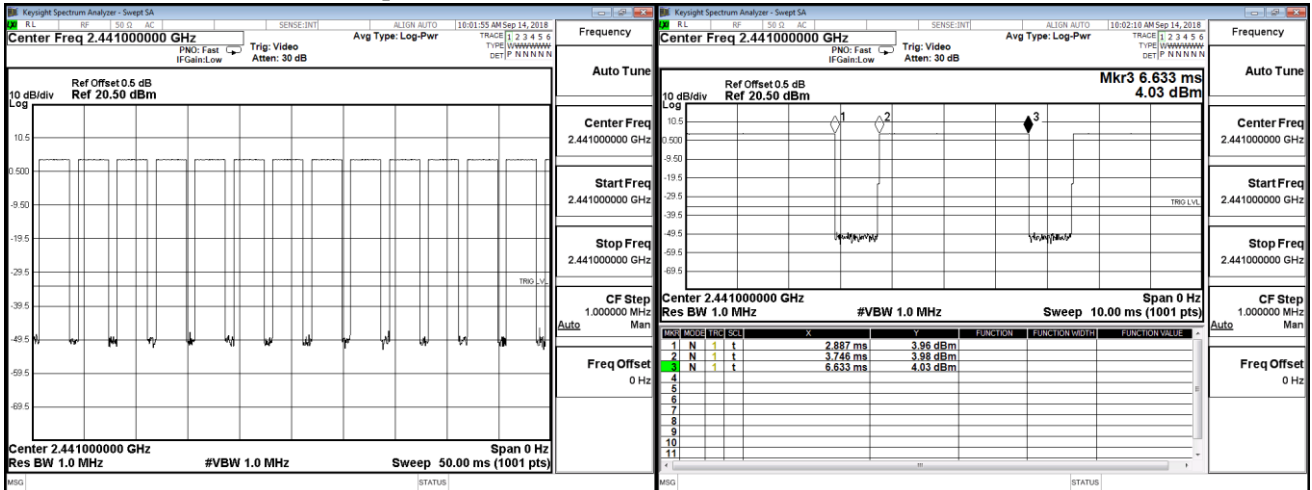 Keysight Spectrum Analyzer - Swept SA
RL RF 50 Ω AC SENSE:INT ALIGN AUTO 10:01:55 AM Sep 14, 2018
Center Freq 2.441000000 GHz
PNO: Fast
IFGain:Low
Trig: Video
Atten: 30 dB
Avg Type: Log-Pwr
TRACE 1 2 3 4 5 6
TYPE WWWWWW
DET P NNNNN
Ref Offset 0.5 dB
10 dB/div Ref 20.50 dBm
Log
10.5
0.500
-9.50
-19.5
-29.5
TRIG LVL
-39.5
-49.5
-59.5
-69.5
Center 2.441000000 GHz Span 0 Hz
Res BW 1.0 MHz #VBW 1.0 MHz Sweep 50.00 ms (1001 pts)
MSG STATUS
Frequency
Auto Tune
Center Freq
2.441000000 GHz
Start Freq
2.441000000 GHz
Stop Freq
2.441000000 GHz
CF Step
1.000000 MHz
Auto Man
Freq Offset
0 Hz
Keysight Spectrum Analyzer - Swept SA
RL RF 50 Ω AC SENSE:INT ALIGN AUTO 10:02:10 AM Sep 14, 2018
Center Freq 2.441000000 GHz
PNO: Fast
IFGain:Low
Trig: Video
Atten: 30 dB
Avg Type: Log-Pwr
TRACE 1 2 3 4 5 6
TYPE WWWWWW
DET P NNNNN
Mkr3 6.633 ms
4.03 dBm
Ref Offset 0.5 dB
10 dB/div Ref 20.50 dBm
Log
1 2 3
10.5
0.500
-9.50
-19.5
-29.5
TRIG LVL
-39.5
-49.5
-59.5
-69.5
Center 2.441000000 GHz Span 0 Hz
Res BW 1.0 MHz #VBW 1.0 MHz Sweep 10.00 ms (1001 pts)
MKR MODE TRC SCL X Y FUNCTION FUNCTION WIDTH FUNCTION VALUE
1 N 1 t 2.887 ms 3.96 dBm
2 N 1 t 3.746 ms 3.98 dBm
3 N 1 t 6.633 ms 4.03 dBm
4
5
6
7
8
9
10
11
MSG STATUS
Frequency
Auto Tune
Center Freq
2.441000000 GHz
Start Freq
2.441000000 GHz
Stop Freq
2.441000000 GHz
CF Step
1.000000 MHz
Auto Man
Freq Offset
0 Hz